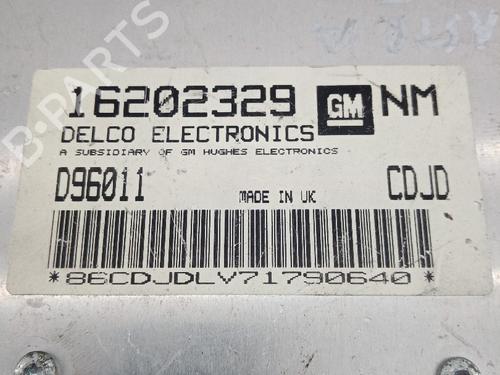 16202329 GM NM
DELCO ELECTRONICS
A SUBSIDIARY OF GM HUGHES ELECTRONICS
D96011 MADE IN UK CDJD
*86CDJDLV71790640*
B-PARTS